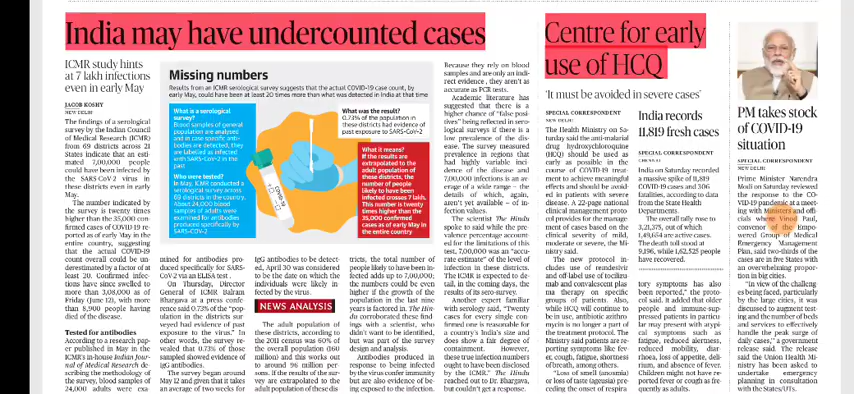 India may have undercounted cases
ICMR study hints
at 7 lakh infections
even in early May
JACOB KOSHY
NEW DELHI
The findings of a serology
survey by the Indian Council
of Medical Research (ICMR)
from 69 districts across 21
States indicate that an esti-
mated 7,00,000 people
could have been infected by
the SARS-CoV2 virus in
these districts even in early
May.
The number indicated by
the survey is twenty times
higher than the 35,000 con-
firmed cases of COVID-19 re-
ported as of early May in the
entire country, suggesting
that the actual COVID-19
count overall could be un-
derestimated by a factor of at
least 20. Confirmed infec-
tions have since swelled to
more than 3,08,000 as of
Friday (June 12), with more
than 8,900 people having
died of the disease.
Tested for antibodies
According to a research pap-
er published in May in the
ICMR's in-house Indian Jour-
nal of Medical Research de-
scribing the methodology of
the survey, blood samples of
24,000 adults were exa-
Missing numbers
Results from an ICMR serological survey suggests that the actual COVID-19 case count, by
early May, could have been at least 20 times more than what was detected in India at that time
What is a serological
survey?
Blood samples of general
population are analysed
and in case specific anti-
bodies are detected, they
are labelled as infected
with SARS-CoV-2 in the
past
Who were tested?
In May, ICMR conducted a
serological survey across
69 districts in the country.
About 24,000 blood
samples of adults were
examined for antibodies
produced specifically by
SARS-CoV-2
What was the result?
0.73% of the population in
these districts had evidence of
past exposure to SARS-CoV-2
What it means?
If the results are
extrapolated to the
adult population of
these districts, the
number of people
likely to have been
infected crosses 7 lakh.
This number is twenty
times higher than the
35,000 confirmed
cases as of early May in
the entire country
mined for antibodies pro-
duced specifically for SARS-
CoV-2 via an ELISA test .
On Thursday, Director
General of ICMR Balram
Bhargava at a press confe-
rence said 0.73% of the "pop-
ulation in the districts sur-
veyed had evidence of past
exposure to the virus." In
other words, the survey re-
vealed that 0.73% of those
sampled showed evidence of
IgG antibodies.
The survey began around
May 12 and given that it takes
an average of two weeks for
IgG antibodies to be detect-
ed, April 30 was considered
to be the date on which the
individuals were likely in-
fected by the virus.
NEWS ANALYSIS
The adult population of
these districts, according to
the 2011 census was 60% of
the overall population (160
million) and this works out
to around 96 million per-
sons. If the results of the sur-
vey are extrapolated to the
adult population of these dis-
tricts, the total number of
people likely to have been in-
fected adds up to 7,00,000;
the numbers could be even
higher if the growth of the
population in the last nine
years is factored in. The Hin-
du corroborated these find-
ings with a scientist, who
didn't want to be identified,
but was part of the survey
design and analysis.
Antibodies produced in
response to being infected
by the virus confer immunity
but are also evidence of be-
ing exposed to the infection.
Because they rely on blood
samples and are only an indi-
rect evidence , they aren't as
accurate as PCR tests.
Academic literature has
suggested that there is a
higher chance of "false posi-
tives" being reflected in sero-
logical surveys if there is a
low prevalence of the dis-
ease. The survey measured
prevalence in regions that
had highly variable inci-
dence of the disease and
7,00,000 infections is an av-
erage of a wide range – the
details of which, again,
aren't yet available – of in-
fection values.
The scientist The Hindu
spoke to said while the pre-
valence percentage account-
ed for the limitations of this
test, 7,00,000 was an "accu-
rate estimate" of the level of
infection in these districts.
The ICMR is expected to de-
tail, in the coming days, the
results of its sero-survey.
Another expert familiar
with serology said, "Twenty
cases for every single con-
firmed one is reasonable for
a country's India's size and
does show a fair degree of
containment. However,
these true infection numbers
ought to have been disclosed
by the ICMR." The Hindu
reached out to Dr. Bhargava,
but couldn't get a response.
Centre for early
use of HCQ
'It must be avoided in severe cases'
SPECIAL CORRESPONDENT
NEW DELHI
The Health Ministry on Sa-
turday said the anti-malarial
drug hydroxychloroquine
(HCQ) should be used as
early as possible in the
course of COVID-19 treat-
ment to achieve meaningful
effects and should be avoid-
ed in patients with severe
disease. A 22-page national
clinical management proto-
col provides for the manage-
ment of cases based on the
clinical severity of mild,
moderate or severe, the Mi-
nistry said.
The new protocol in-
cludes use of remdesivir
and off-label use of tocilizu-
mab and convalescent plas-
ma therapy on specific
groups of patients. Also,
while HCQ will continue to
be in use, antibiotic azithro-
mycin is no longer a part of
the treatment protocol. The
Ministry said patients are re-
porting symptoms like fev-
er, cough, fatigue, shortness
of breath, among others.
"Loss of smell (anosmia)
or loss of taste (ageusia) pre-
ceding the onset of respira-
India records
11,819 fresh cases
SPECIAL CORRESPONDENT
CHENNAI
India on Saturday recorded
a massive spike of 11,819
COVID-19 cases and 306
fatalities, according to data
from the State Health
Departments.
The overall tally rose to
3,21,375, out of which
1,49,654 are active cases.
The death toll stood at
9,196, while 1,62,525 people
have recovered.
tory symptoms has also
been reported," the proto-
col said. It added that older
people and immune-sup-
pressed patients in particu-
lar may present with atypi-
cal symptoms such as
fatigue, reduced alertness,
reduced mobility, diar-
rhoea, loss of appetite, deli-
rium, and absence of fever.
Children might not have re-
ported fever or cough as fre-
quently as adults.
PM takes stock
of COVID-19
situation
SPECIAL CORRESPONDENT
NEW DELHI
Prime Minister Narendra
Modi on Saturday reviewed
the response to the CO-
VID-19 pandemic in a meet-
ing with Ministers and offi-
cials where Vinod Paul,
convenor of the Empo-
wered Group of Medical
Emergency Management
Plan, said two-thirds of the
cases are in five States with
an overwhelming propor-
tion in big cities.
"In view of the challeng-
es being faced, particularly
by the large cities, it was
discussed to augment test-
ing and the number of beds
and services to effectively
handle the peak surge of
daily cases," a government
release said. The release
said the Union Health Mi-
nistry has been asked to
undertake emergency
planning in consultation
with the States/UTs.